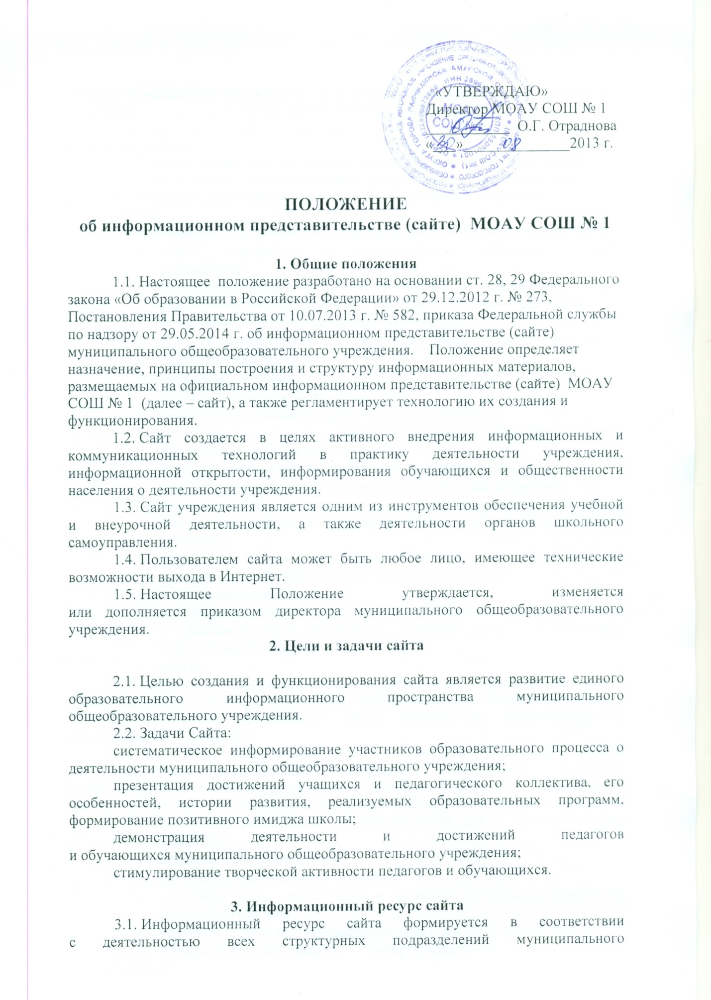 «УТВЕРЖДАЮ»
Директор МОАУ СОШ № 1
О.Г. Отраднова
«30» 08 2013 г.
МОАУ
СОШ №1
ПОЛОЖЕНИЕ
об информационном представительстве (сайте) МОАУ СОШ № 1
1. Общие положения
1.1. Настоящее положение разработано на основании ст. 28, 29 Федерального
закона «Об образовании в Российской Федерации» от 29.12.2012 г. № 273,
Постановления Правительства от 10.07.2013 г. № 582, приказа Федеральной службы
по надзору от 29.05.2014 г. об информационном представительстве (сайте)
муниципального общеобразовательного учреждения. Положение определяет
назначение, принципы построения и структуру информационных материалов,
размещаемых на официальном информационном представительстве (сайте) МОАУ
СОШ № 1 (далее – сайт), а также регламентирует технологию их создания и
функционирования.
1.2. Сайт создается в целях активного внедрения информационных и
коммуникационных технологий в практику деятельности учреждения,
информационной открытости, информирования обучающихся и общественности
населения о деятельности учреждения.
1.3. Сайт учреждения является одним из инструментов обеспечения учебной
и внеурочной деятельности, а также деятельности органов школьного
самоуправления.
1.4. Пользователем сайта может быть любое лицо, имеющее технические
возможности выхода в Интернет.
1.5. Настоящее Положение утверждается, изменяется
или дополняется приказом директора муниципального общеобразовательного
учреждения.
2. Цели и задачи сайта
2.1. Целью создания и функционирования сайта является развитие единого
образовательного информационного пространства муниципального
общеобразовательного учреждения.
2.2. Задачи Сайта:
систематическое информирование участников образовательного процесса о
деятельности муниципального общеобразовательного учреждения;
презентация достижений учащихся и педагогического коллектива, его
особенностей, истории развития, реализуемых образовательных программ,
формирование позитивного имиджа школы;
демонстрация деятельности и достижений педагогов
и обучающихся муниципального общеобразовательного учреждения;
стимулирование творческой активности педагогов и обучающихся.
3. Информационный ресурс сайта
3.1. Информационный ресурс сайта формируется в соответствии
с деятельностью всех структурных подразделений муниципального